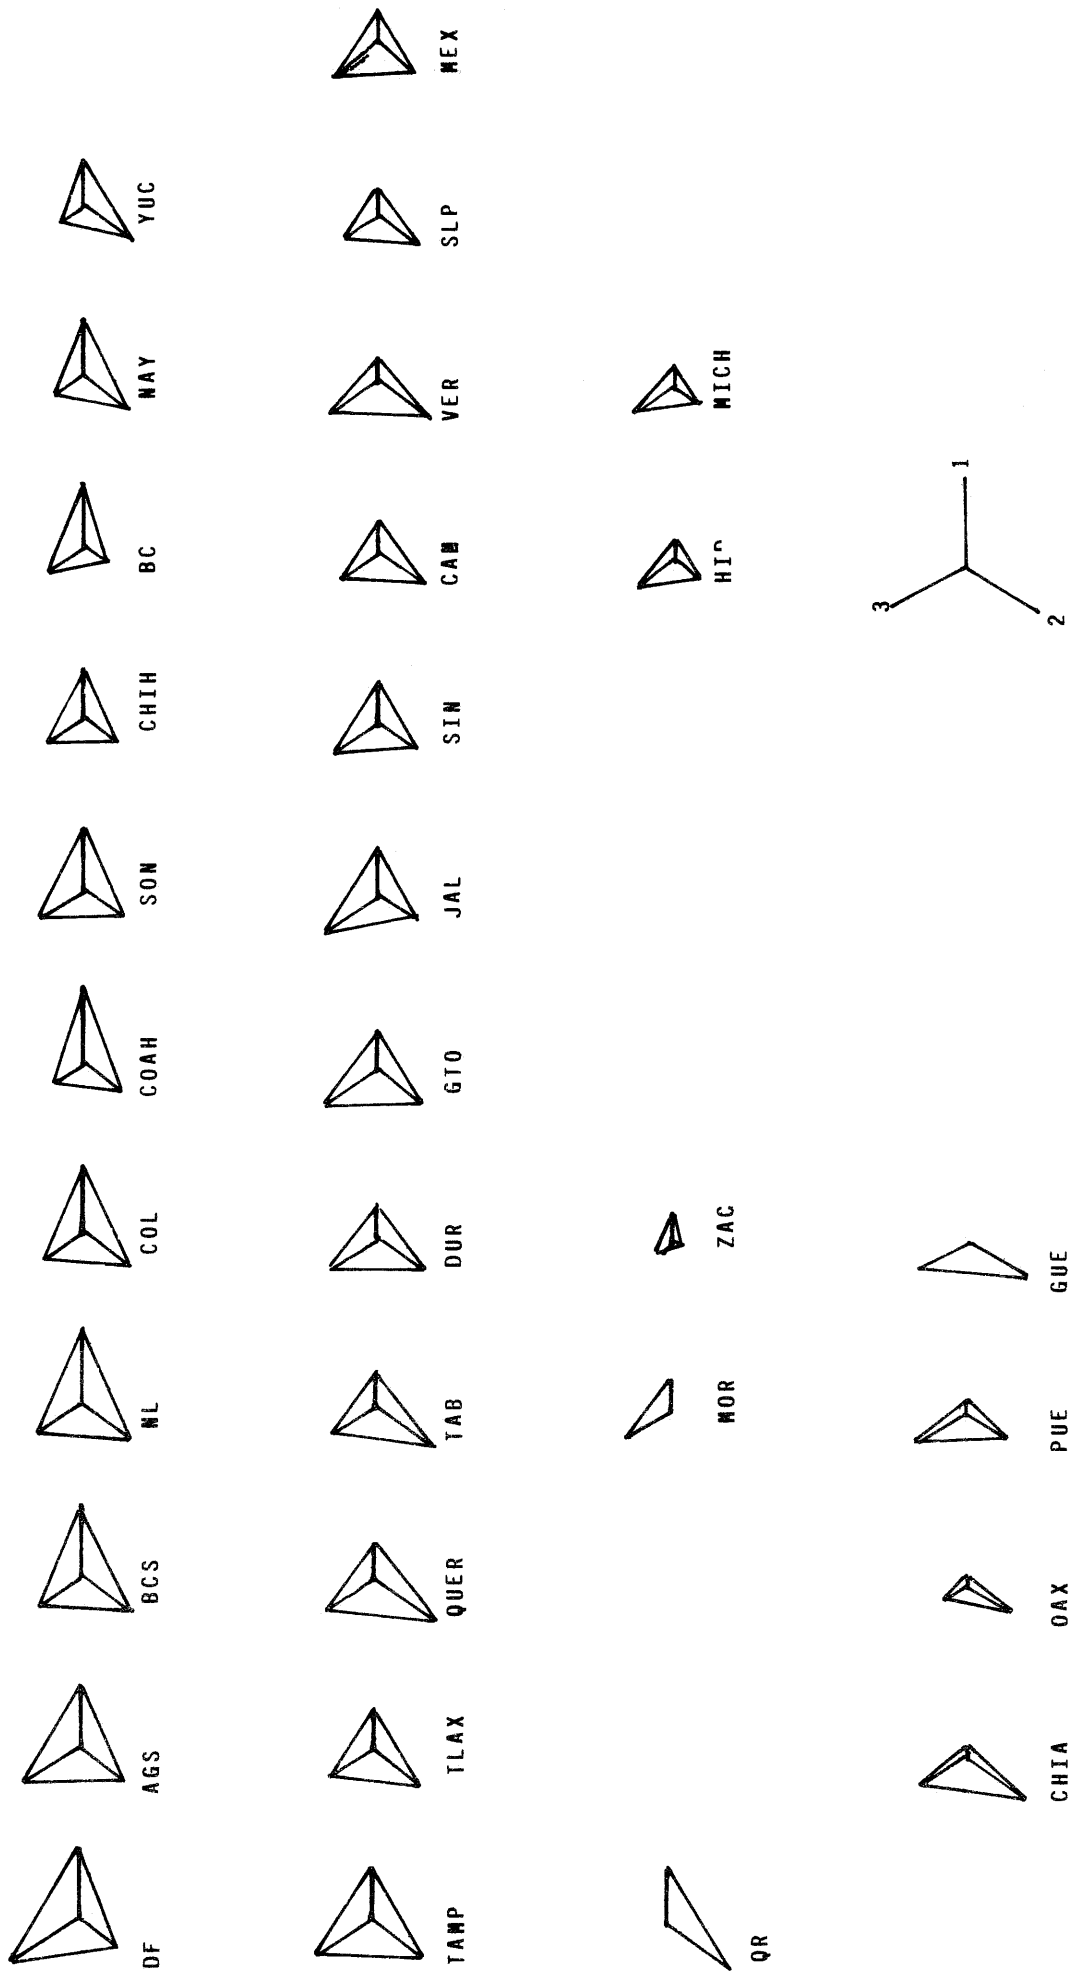 DF AGS BCS NL COL COAH SON CHIH BC NAY YUC
TAMP TLAX QUER TAB DUR GTO JAL SIN CAM VER SLP MEX
QR MOR ZAC MICH
3
1
2
CHIA OAX PUE GUE